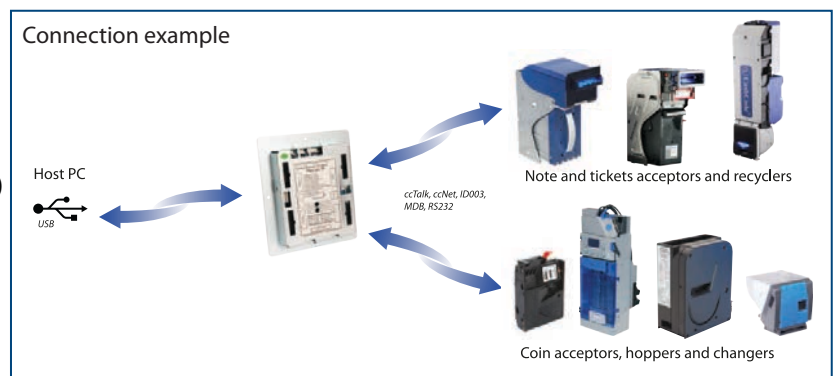 Connection example
Host PC
USB
ccTalk, ccNet, ID003,
MDB, RS232
Note and tickets acceptors and recyclers
Coin acceptors, hoppers and changers